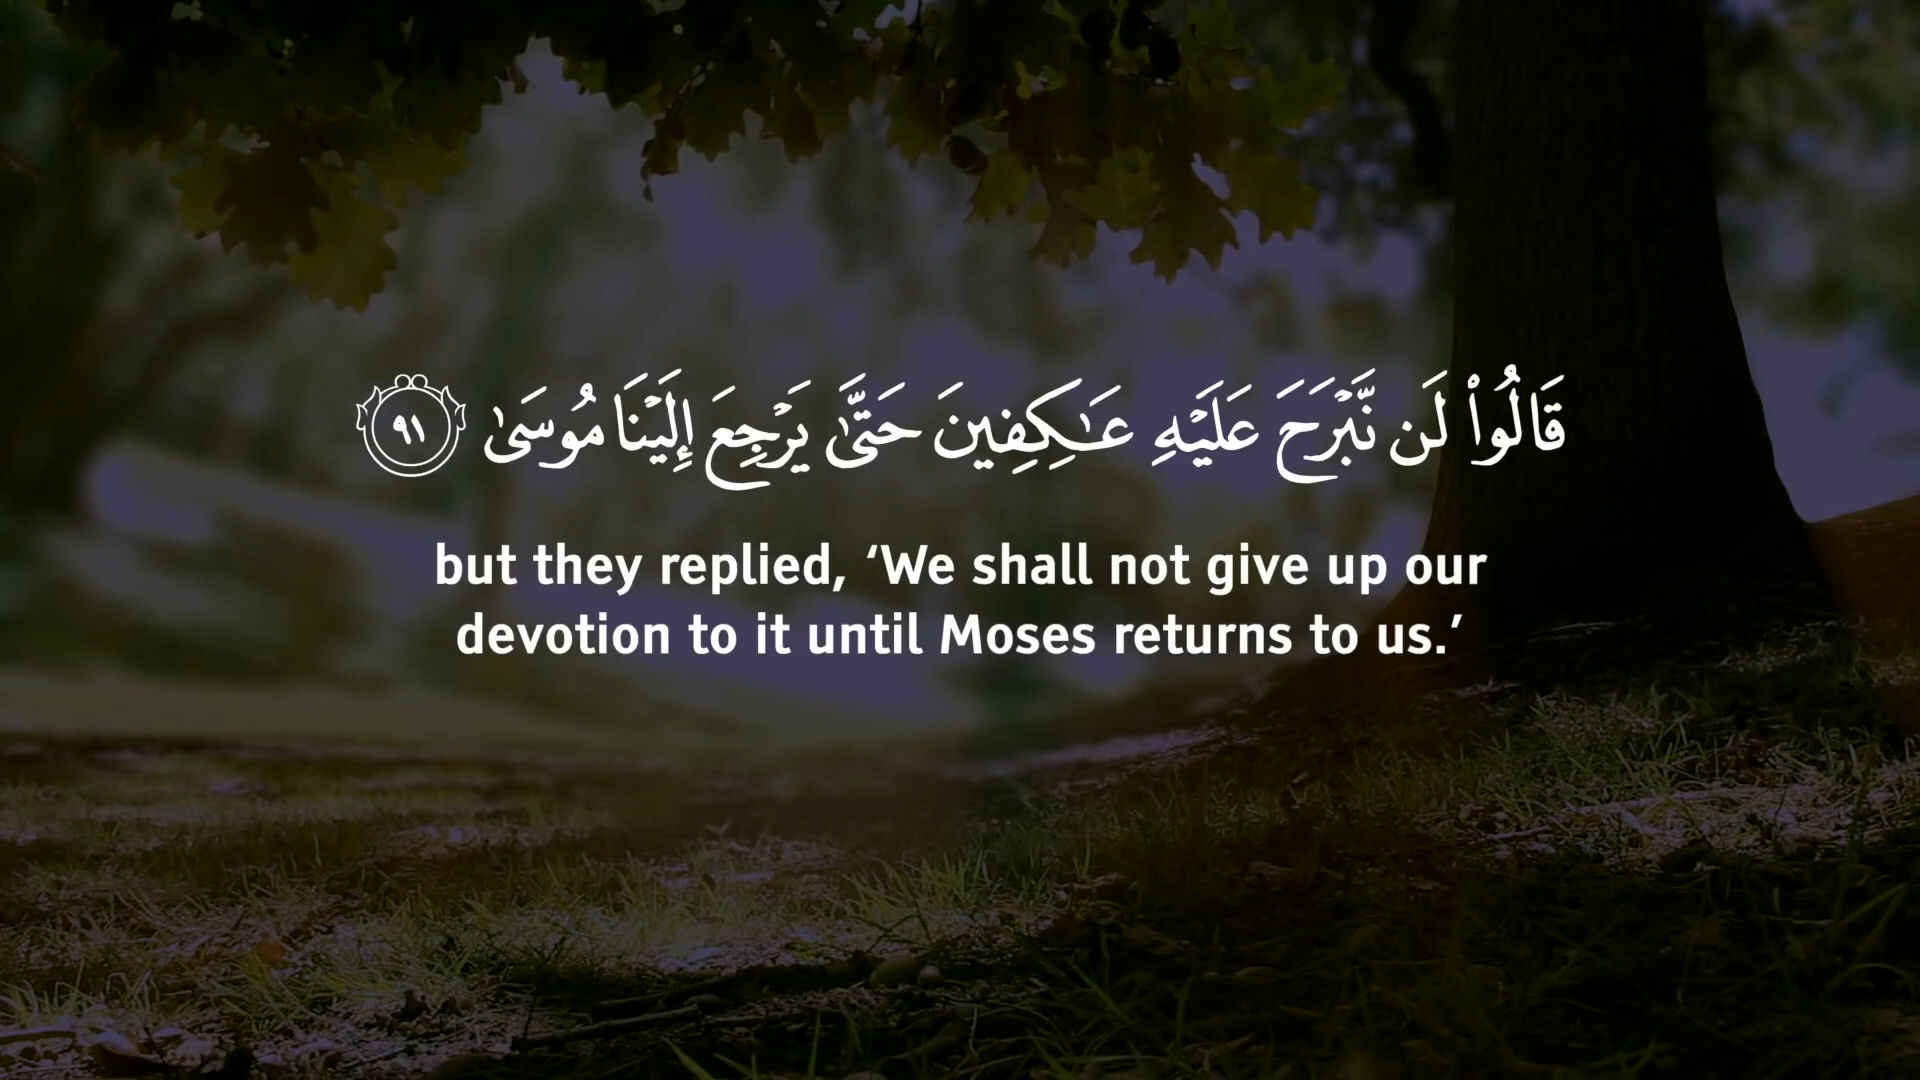 قَالُوا۟ لَن نَّبْرَحَ عَلَيْهِ عَـٰكِفِينَ حَتَّىٰ يَرْجِعَ إِلَيْنَا مُوسَىٰ ٩١
but they replied, ‘We shall not give up our
devotion to it until Moses returns to us.’